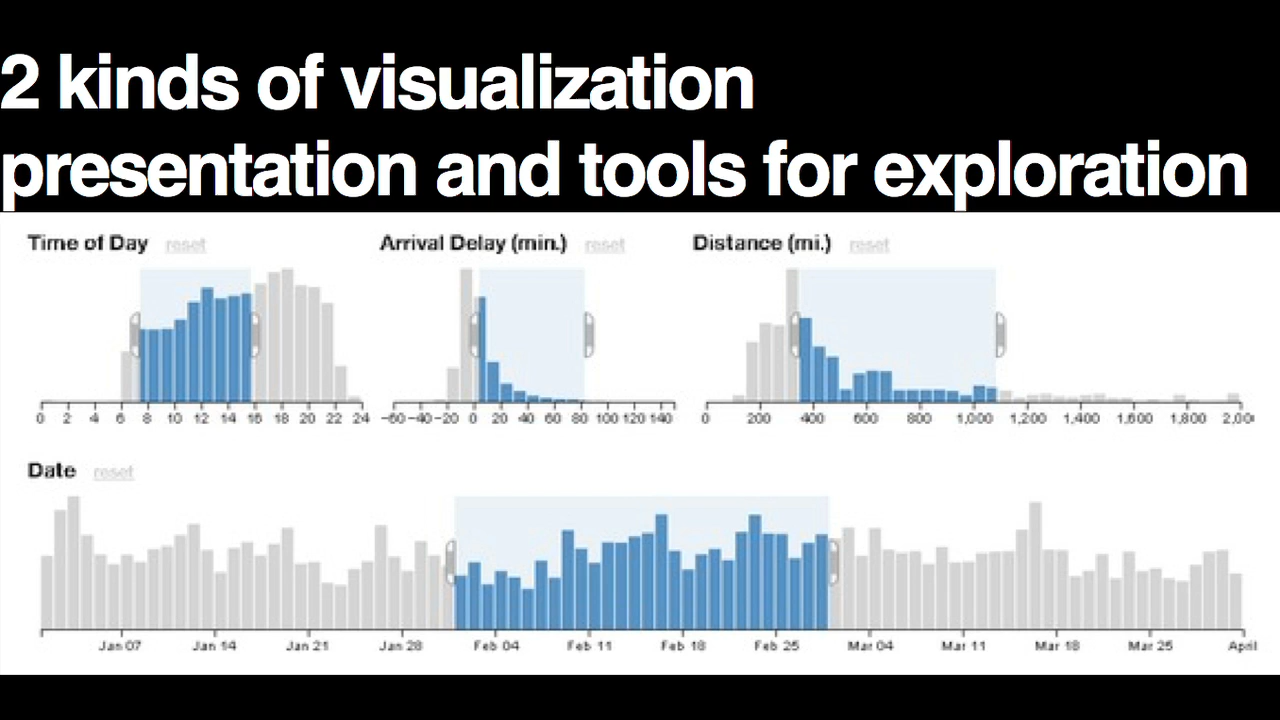 2 kinds of visualization
presentation and tools for exploration
Time of Day reset
Arrival Delay (min.) reset
Distance (mi.) reset
0 2 4 6 8 10 12 14 16 18 20 22 24
−60 −40 −20 0 20 40 60 80 100 120 140
0 200 400 600 800 1,000 1,200 1,400 1,600 1,800 2,00
Date reset
Jan 07 Jan 14 Jan 21 Jan 28 Feb 04 Feb 11 Feb 18 Feb 25 Mar 04 Mar 11 Mar 18 Mar 25 April